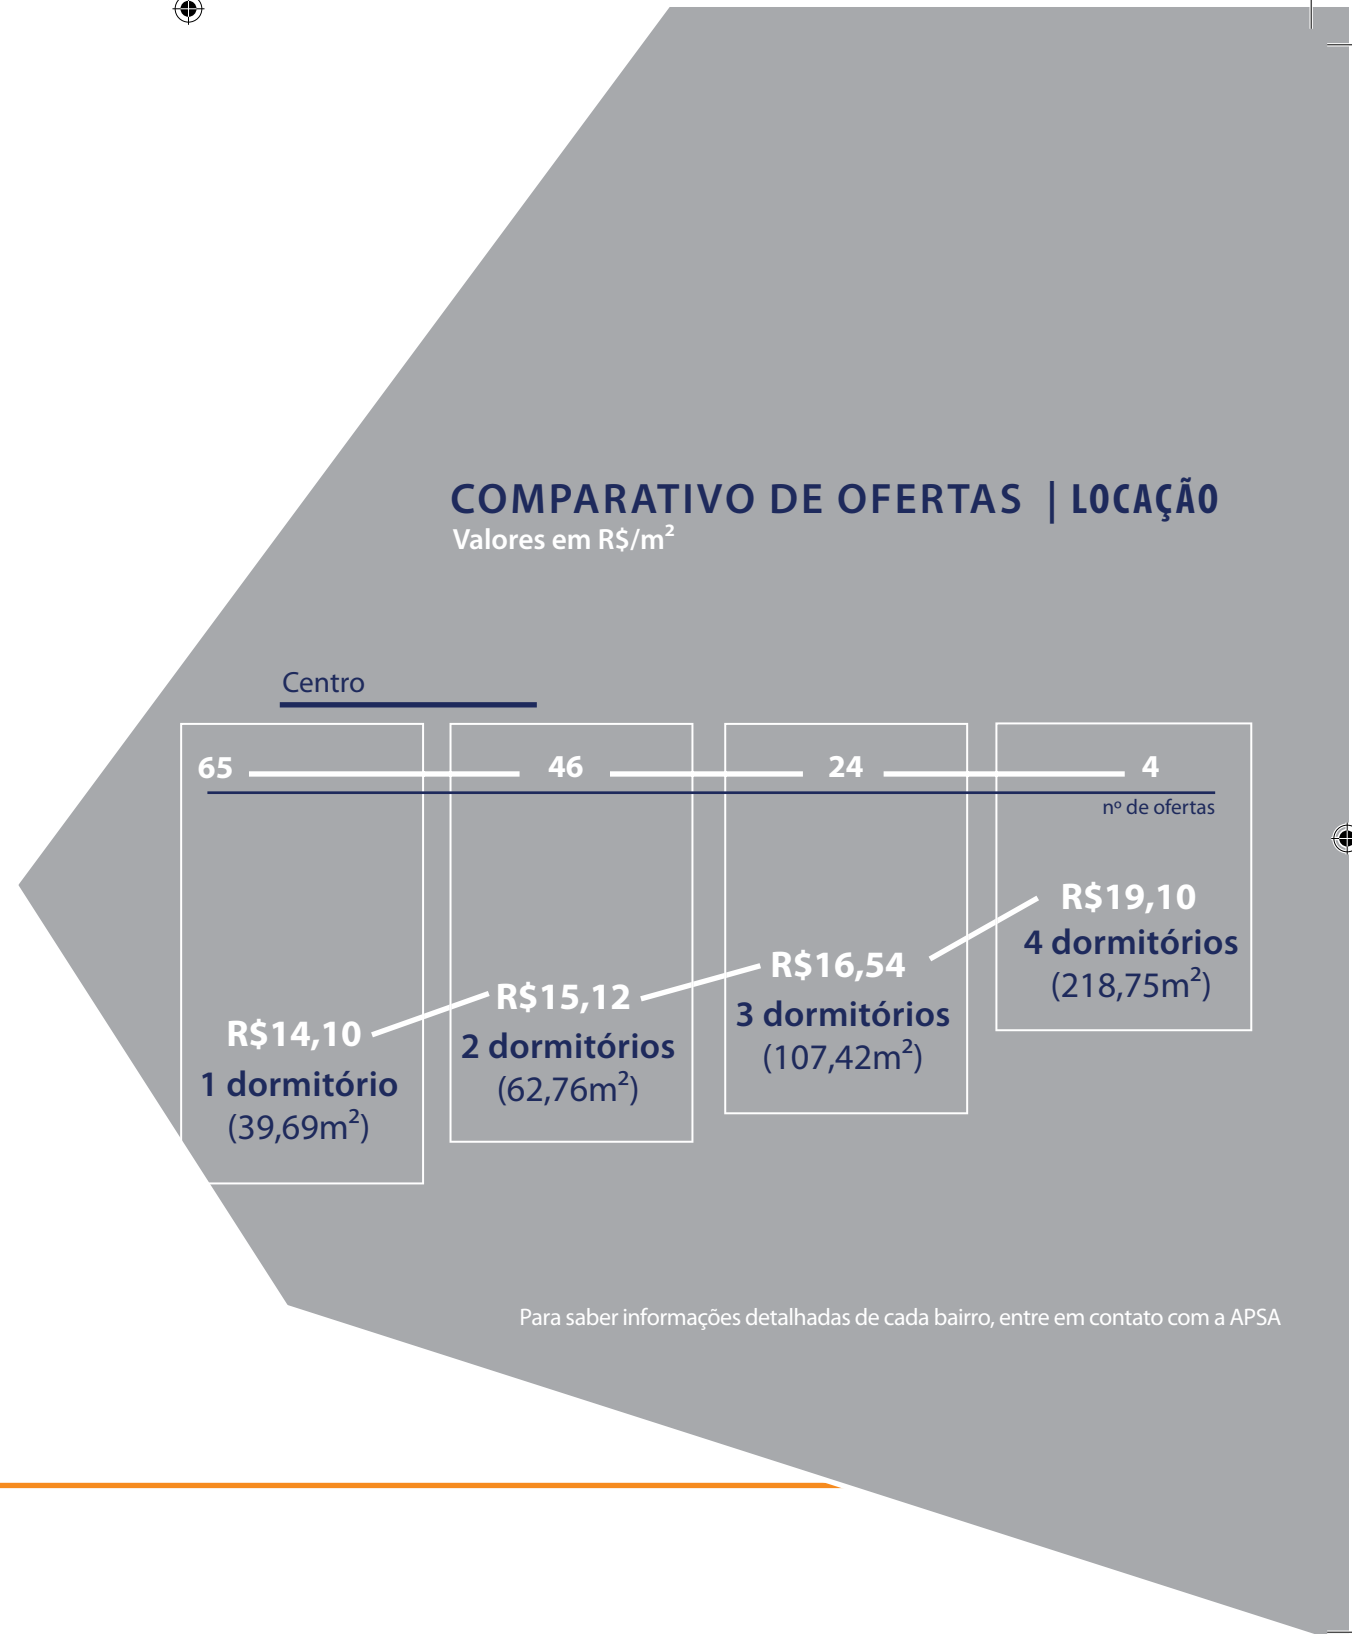 COMPARATIVO DE OFERTAS | LOCAÇÃO
Valores em R$/m²
Centro
65 46 24 4
nº de ofertas
R$14,10
1 dormitório
(39,69m²)
R$15,12
2 dormitórios
(62,76m²)
R$16,54
3 dormitórios
(107,42m²)
R$19,10
4 dormitórios
(218,75m²)
Para saber informações detalhadas de cada bairro, entre em contato com a APSA